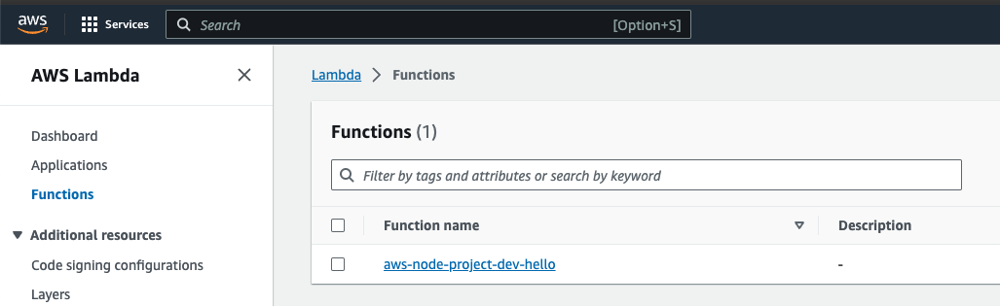 aws Services Search [Option+S]
AWS Lambda
Lambda > Functions
Dashboard
Applications
Functions
Additional resources
Code signing configurations
Layers
Functions (1)
Filter by tags and attributes or search by keyword
Function name Description
aws-node-project-dev-hello -